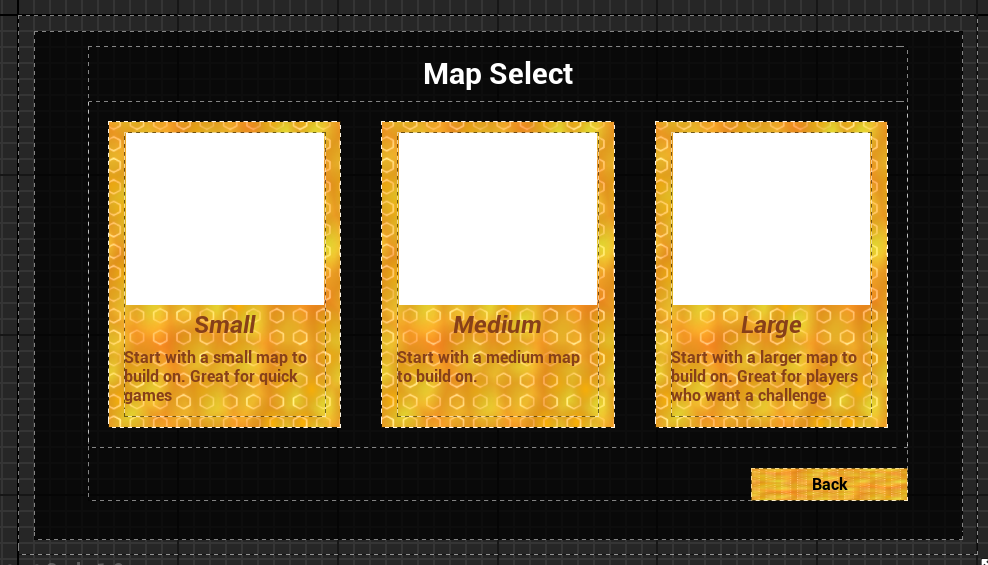 Map Select
Small
Start with a small map to
build on. Great for quick
games
Medium
Start with a medium map
to build on.
Large
Start with a larger map to
build on. Great for players
who want a challenge
Back